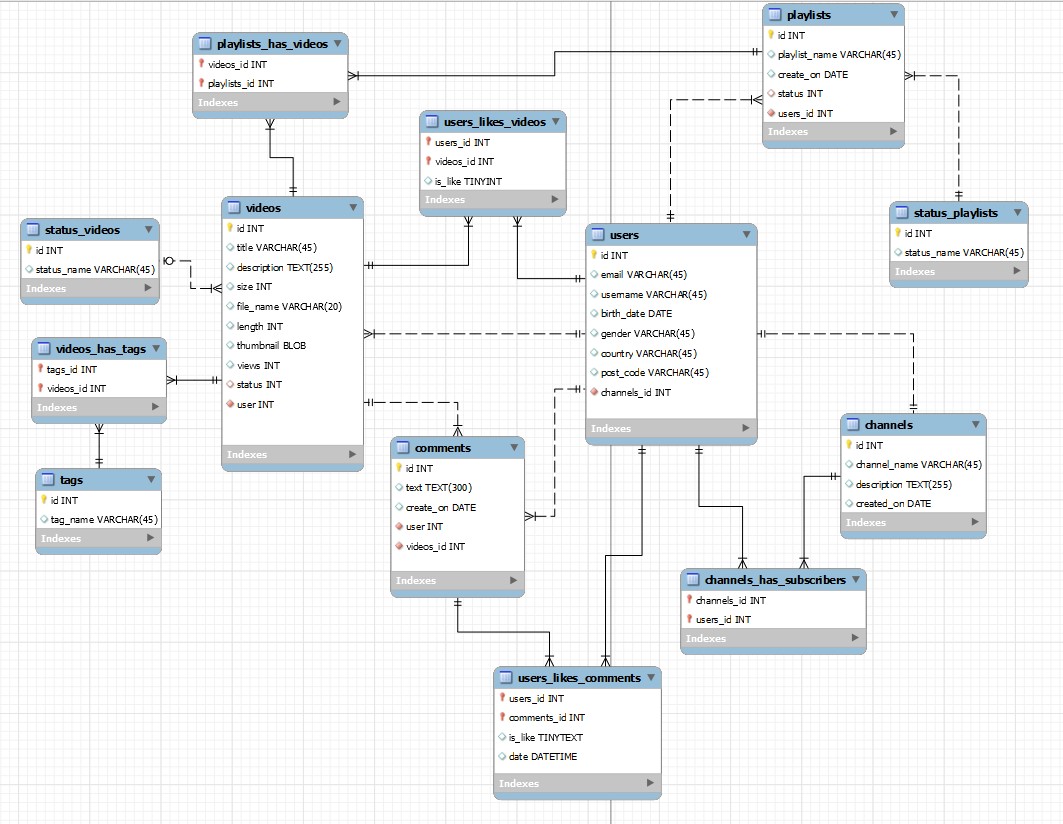 playlists_has_videos
videos_id INT
playlists_id INT
Indexes
playlists
id INT
playlist_name VARCHAR(45)
create_on DATE
status INT
users_id INT
Indexes
users_likes_videos
users_id INT
videos_id INT
is_like TINYINT
Indexes
status_videos
id INT
status_name VARCHAR(45)
Indexes
videos
id INT
title VARCHAR(45)
description TEXT(255)
size INT
file_name VARCHAR(20)
length INT
thumbnail BLOB
views INT
status INT
user INT
Indexes
users
id INT
email VARCHAR(45)
username VARCHAR(45)
birth_date DATE
gender VARCHAR(45)
country VARCHAR(45)
post_code VARCHAR(45)
channels_id INT
Indexes
status_playlists
id INT
status_name VARCHAR(45)
Indexes
videos_has_tags
tags_id INT
videos_id INT
Indexes
tags
id INT
tag_name VARCHAR(45)
Indexes
comments
id INT
text TEXT(300)
create_on DATE
user INT
videos_id INT
Indexes
channels
id INT
channel_name VARCHAR(45)
description TEXT(255)
created_on DATE
Indexes
channels_has_subscribers
channels_id INT
users_id INT
Indexes
users_likes_comments
users_id INT
comments_id INT
is_like TINYTEXT
date DATETIME
Indexes